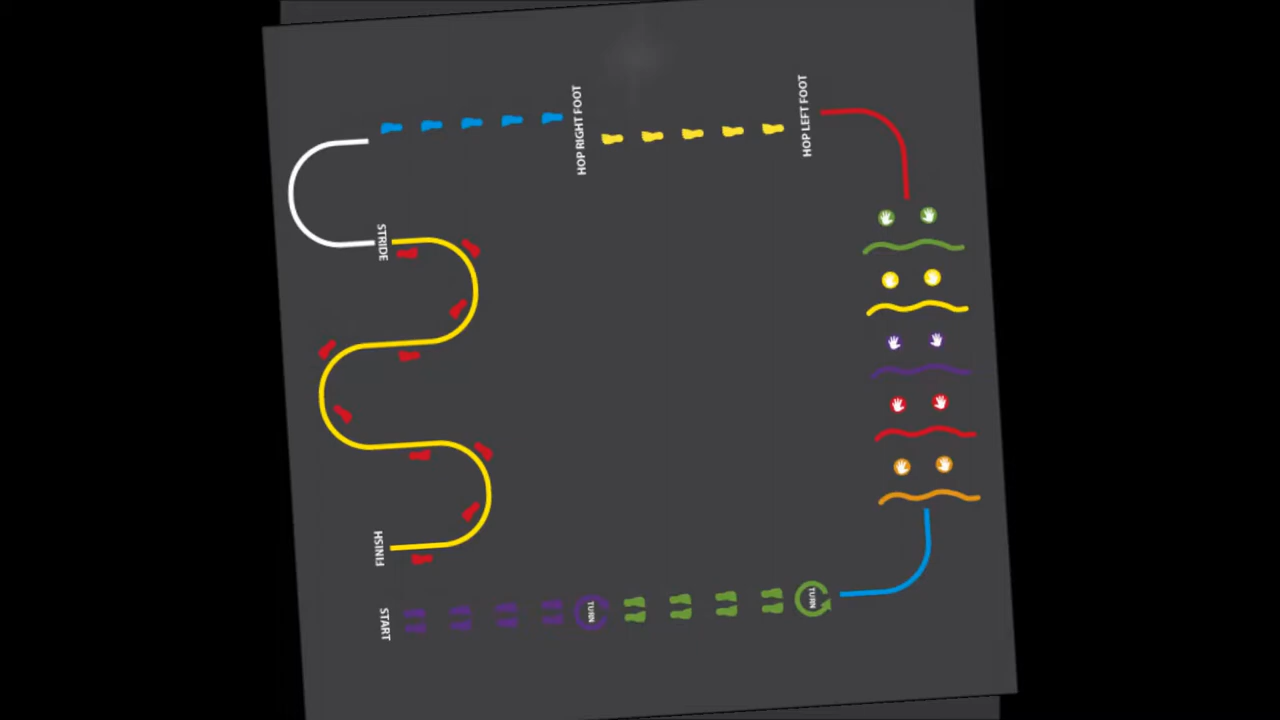 HOP LEFT FOOT
HOP RIGHT FOOT
STRIDE
FINISH
START
TURN
TURN